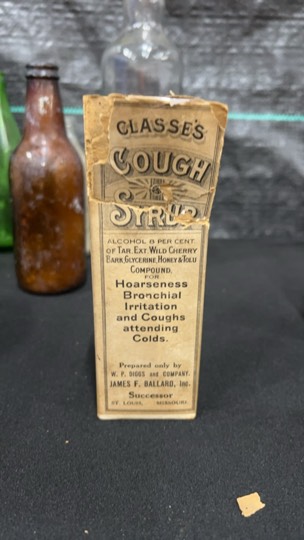 GLASSE'S
COUGH
SYRUP
ALCOHOL 8 PER CENT.
OF TAR, EXT. WILD CHERRY
BARK, GLYCERINE, HONEY & TOLU
COMPOUND.
FOR
Hoarseness
Bronchial
Irritation
and Coughs
attending
Colds.
Prepared only by
W. P. DIGGS and COMPANY.
JAMES F. BALLARD, Inc.
Successor
ST. LOUIS, MISSOURI